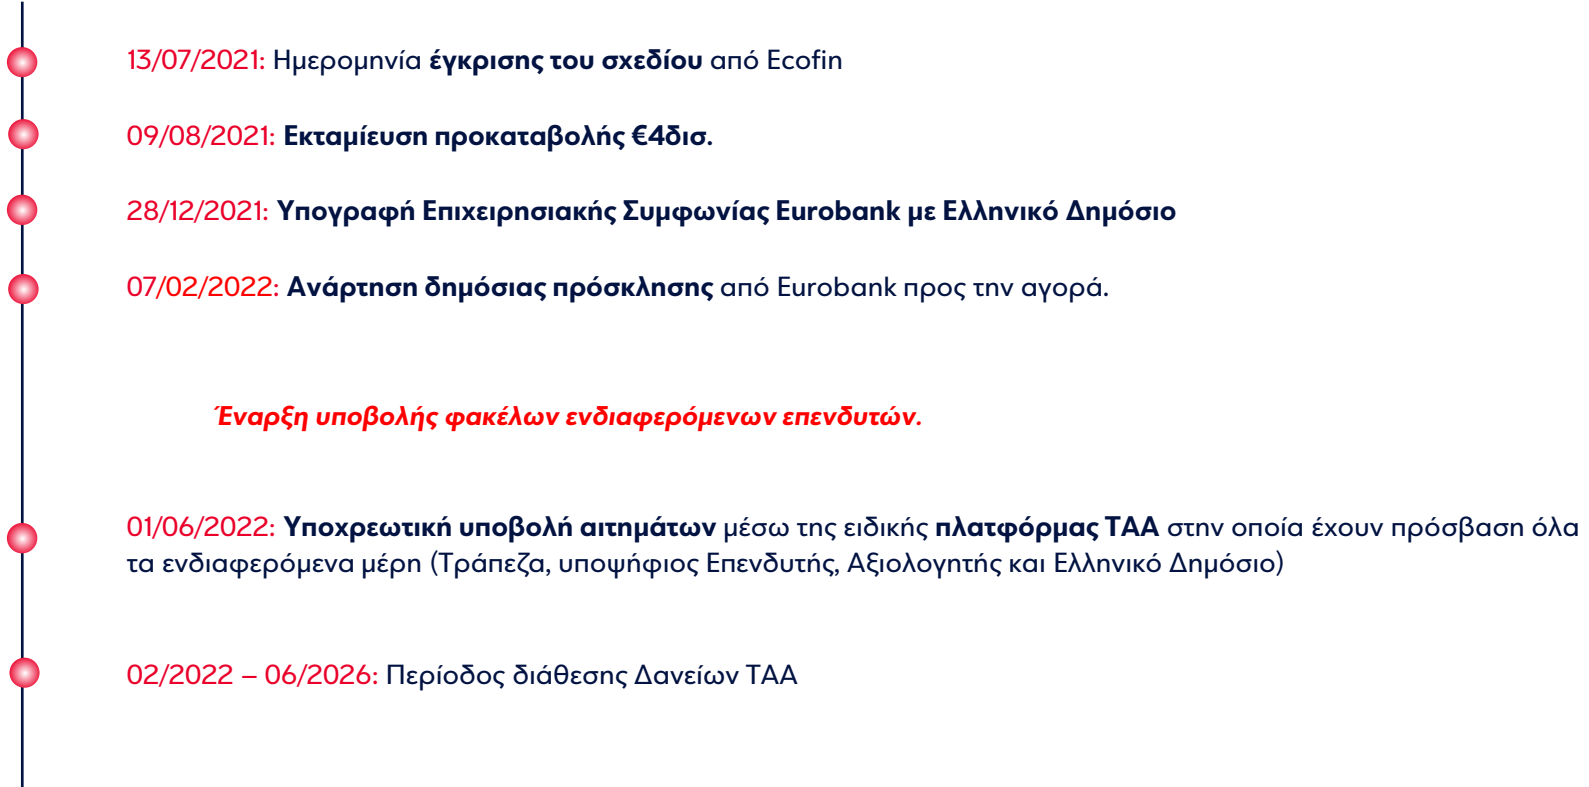 13/07/2021: Ημερομηνία έγκρισης του σχεδίου από Ecofin
09/08/2021: Εκταμίευση προκαταβολής €4δισ.
28/12/2021: Υπογραφή Επιχειρησιακής Συμφωνίας Eurobank με Ελληνικό Δημόσιο
07/02/2022: Ανάρτηση δημόσιας πρόσκλησης από Eurobank προς την αγορά.
Έναρξη υποβολής φακέλων ενδιαφερόμενων επενδυτών.
01/06/2022: Υποχρεωτική υποβολή αιτημάτων μέσω της ειδικής πλατφόρμας ΤΑΑ στην οποία έχουν πρόσβαση όλα
τα ενδιαφερόμενα μέρη (Τράπεζα, υποψήφιος Επενδυτής, Αξιολογητής και Ελληνικό Δημόσιο)
02/2022 – 06/2026: Περίοδος διάθεσης Δανείων ΤΑΑ